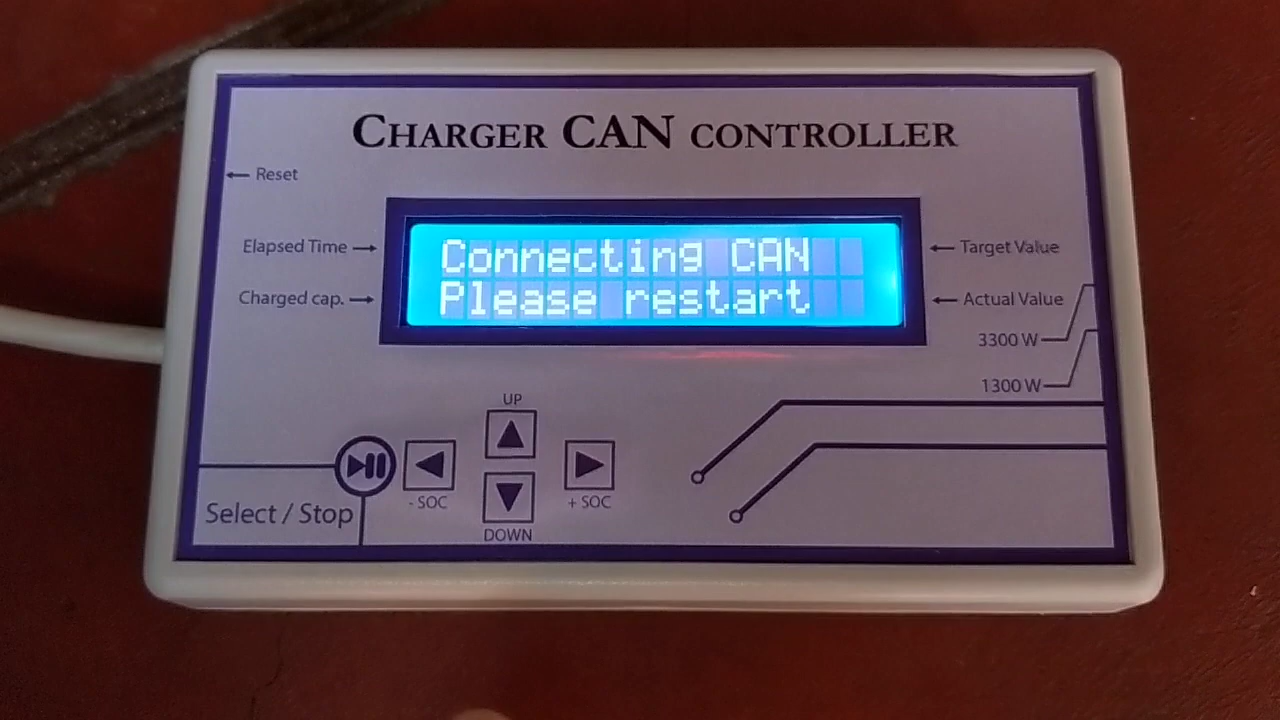 CHARGER CAN CONTROLLER
Reset
Elapsed Time
Target Value
Connecting CAN
Charged cap.
Actual Value
Please restart
3300 W
1300 W
UP
- SOC
+ SOC
Select / Stop
DOWN